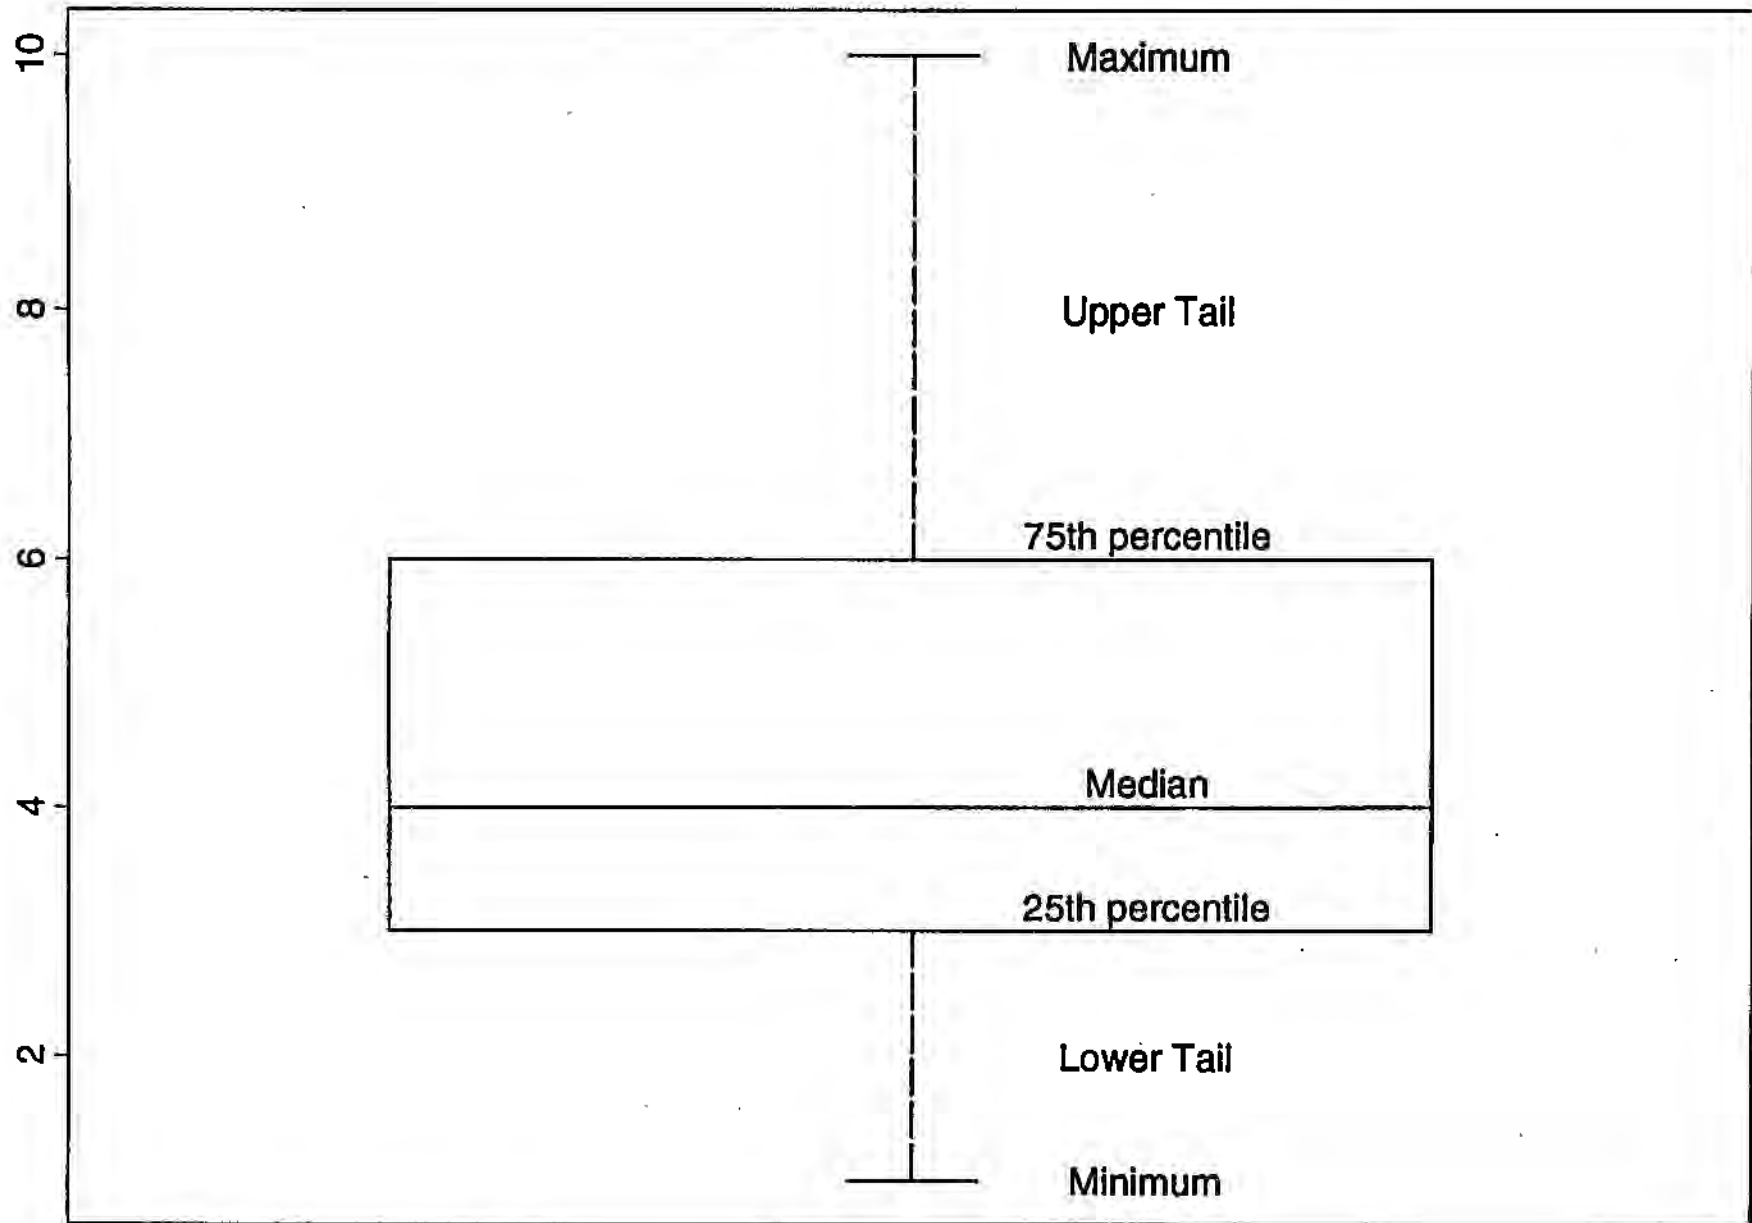 10
Maximum
8
Upper Tail
75th percentile
6
Median
4
25th percentile
2
Lower Tail
Minimum